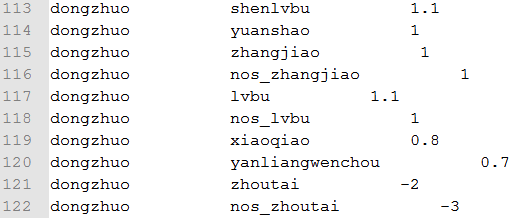 113 dongzhuo shenlvbu 1.1
114 dongzhuo yuanshao 1
115 dongzhuo zhangjiao 1
116 dongzhuo nos_zhangjiao 1
117 dongzhuo lvbu 1.1
118 dongzhuo nos_lvbu 1
119 dongzhuo xiaoqiao 0.8
120 dongzhuo yanliangwenchou 0.7
121 dongzhuo zhoutai -2
122 dongzhuo nos_zhoutai -3